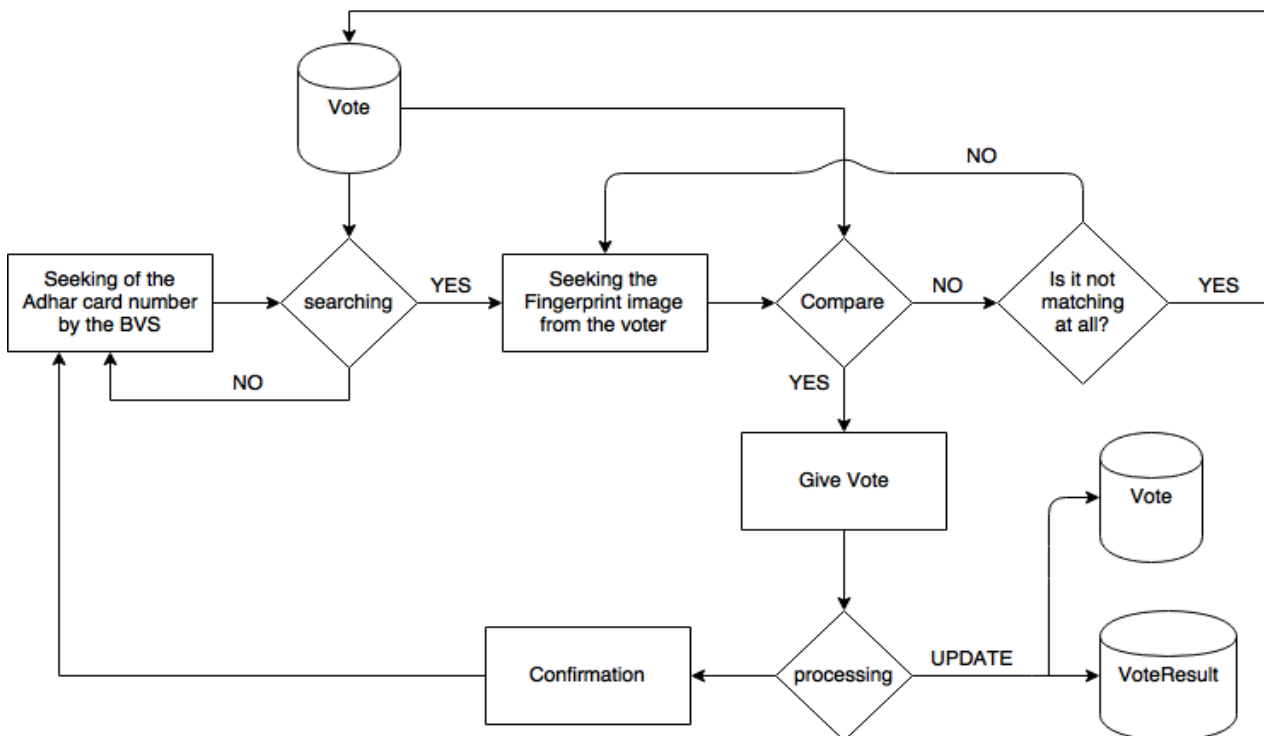 Vote
NO
Seeking of the
Adhar card number
by the BVS
searching
YES
Seeking the
Fingerprint image
from the voter
Compare
NO
Is it not
matching
at all?
YES
NO
YES
Give Vote
Vote
Confirmation
processing
UPDATE
VoteResult